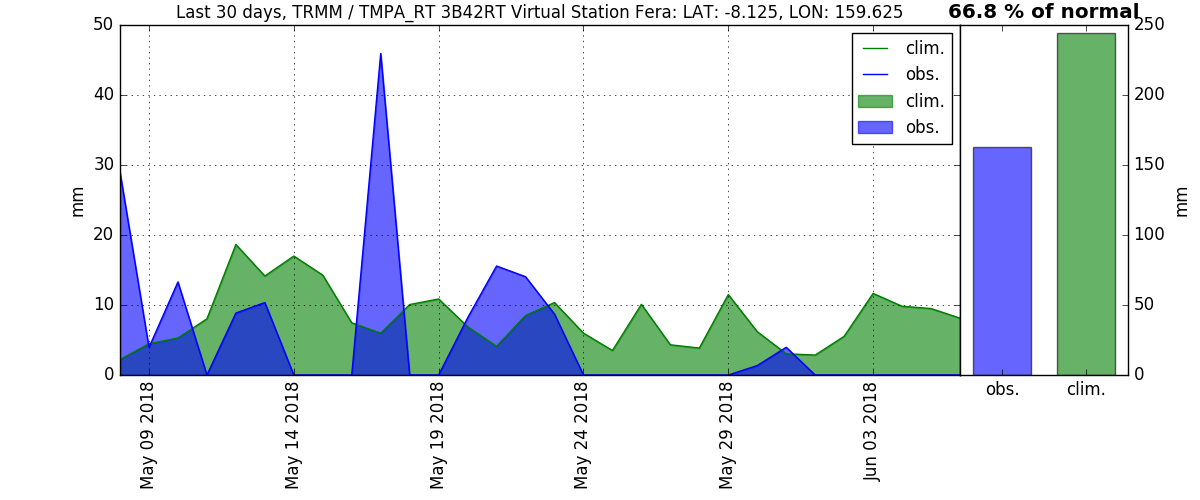 Last 30 days, TRMM / TMPA_RT 3B42RT Virtual Station Fera: LAT: -8.125, LON: 159.625
66.8 % of normal
50
40
30
20
10
0
mm
clim.
obs.
clim.
obs.
250
200
150
100
50
0
mm
May 09 2018
May 14 2018
May 19 2018
May 24 2018
May 29 2018
Jun 03 2018
obs.
clim.